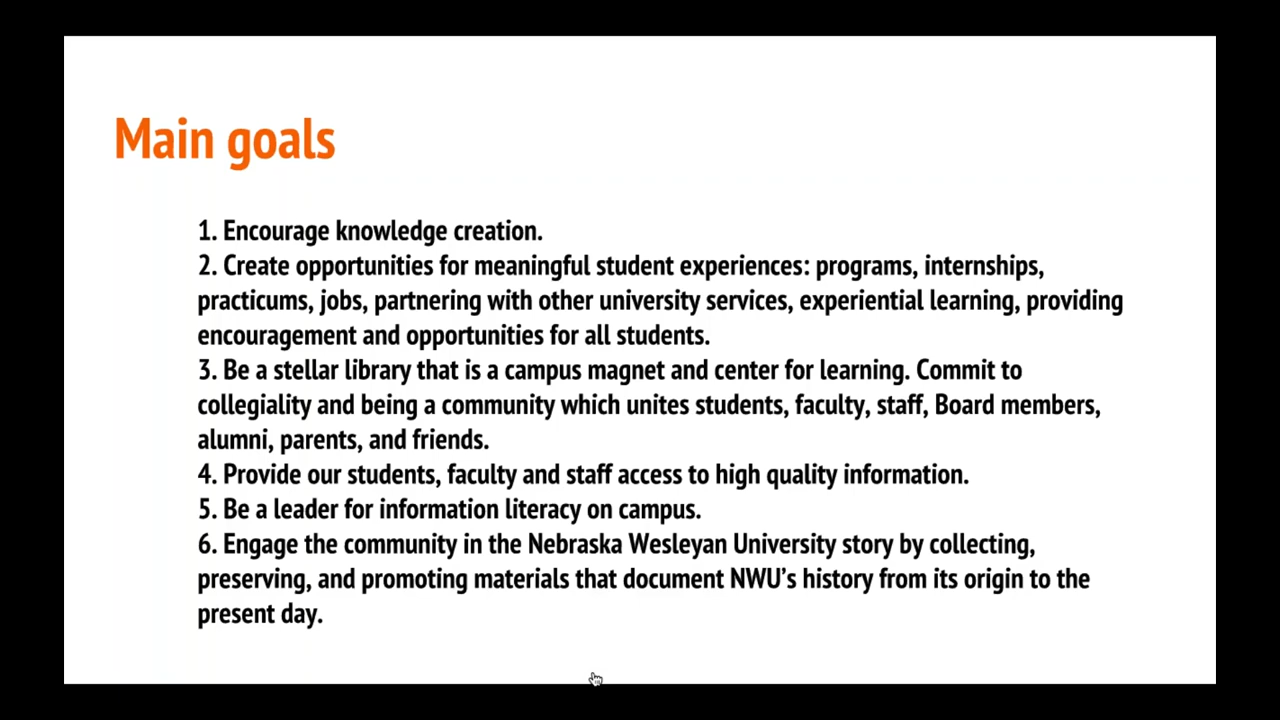 Main goals
1. Encourage knowledge creation.
2. Create opportunities for meaningful student experiences: programs, internships,
practicums, jobs, partnering with other university services, experiential learning, providing
encouragement and opportunities for all students.
3. Be a stellar library that is a campus magnet and center for learning. Commit to
collegiality and being a community which unites students, faculty, staff, Board members,
alumni, parents, and friends.
4. Provide our students, faculty and staff access to high quality information.
5. Be a leader for information literacy on campus.
6. Engage the community in the Nebraska Wesleyan University story by collecting,
preserving, and promoting materials that document NWU’s history from its origin to the
present day.